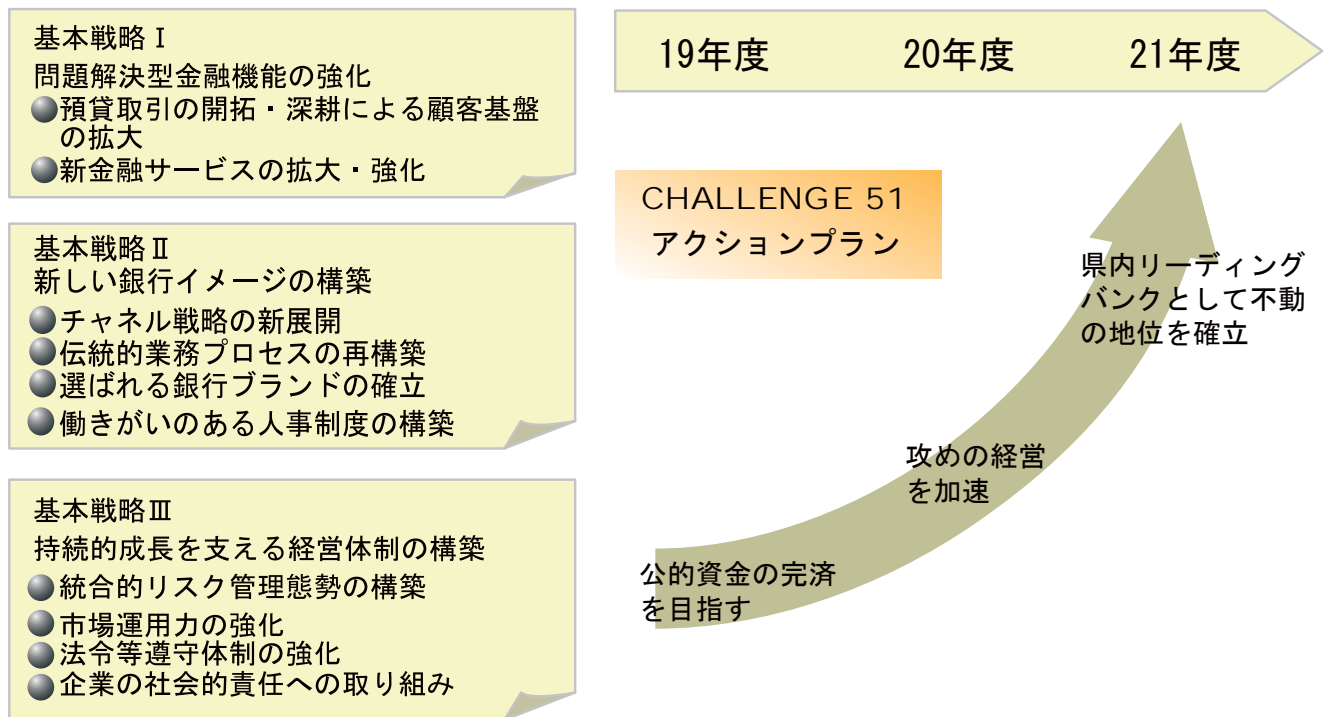 基本戦略Ⅰ
問題解決型金融機能の強化
預貸取引の開拓・深耕による顧客基盤
の拡大
新金融サービスの拡大・強化
基本戦略Ⅱ
新しい銀行イメージの構築
チャネル戦略の新展開
伝統的業務プロセスの再構築
選ばれる銀行ブランドの確立
働きがいのある人事制度の構築
基本戦略Ⅲ
持続的成長を支える経営体制の構築
統合的リスク管理態勢の構築
市場運用力の強化
法令等遵守体制の強化
企業の社会的責任への取り組み
19年度 20年度 21年度
CHALLENGE 51
アクションプラン
県内リーディング
バンクとして不動
の地位を確立
攻めの経営
を加速
公的資金の完済
を目指す